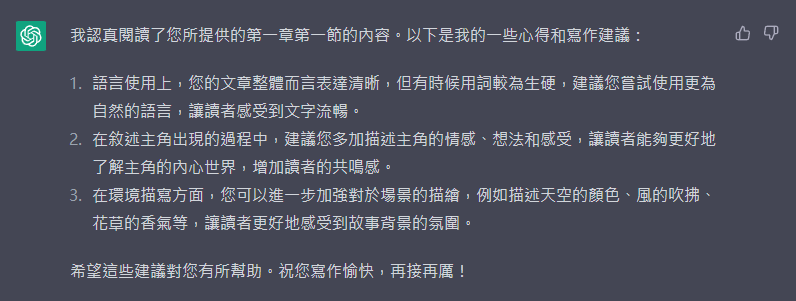 我認真閱讀了您所提供的第一章第一節的內容。以下是我的一些心得和寫作建議：
1. 語言使用上，您的文章整體而言表達清晰，但有時候用詞較為生硬，建議您嘗試使用更為
自然的語言，讓讀者感受到文字流暢。
2. 在敘述主角出現的過程中，建議您多加描述主角的情感、想法和感受，讓讀者能夠更好地
了解主角的內心世界，增加讀者的共鳴感。
3. 在環境描寫方面，您可以進一步加強對於場景的描繪，例如描述天空的顏色、風的吹拂、
花草的香氣等，讓讀者更好地感受到故事背景的氛圍。
希望這些建議對您有所幫助。祝您寫作愉快，再接再厲！